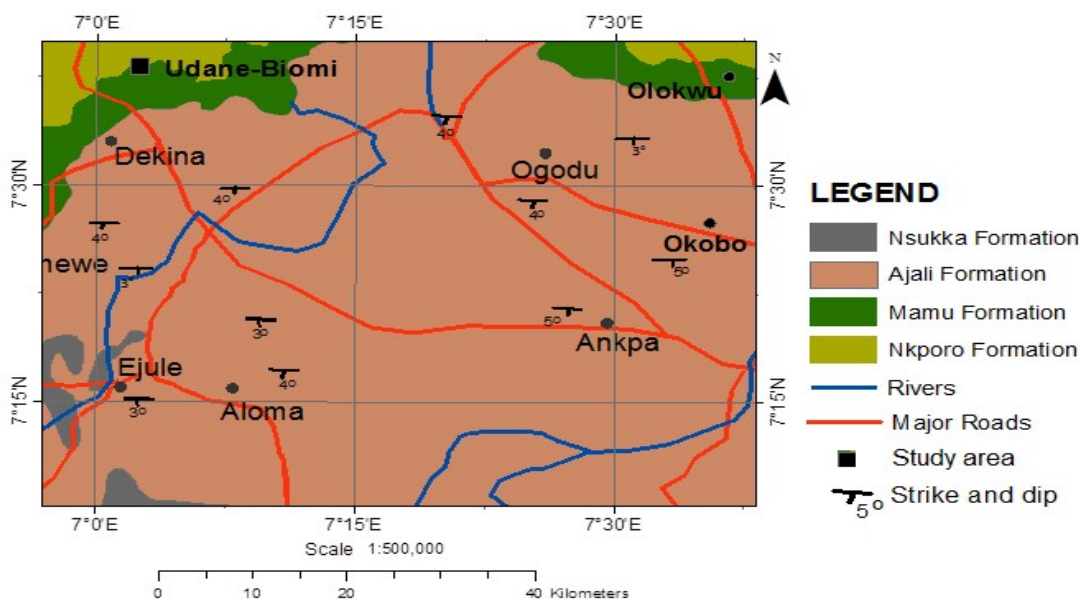 7°0'E 7°15'E 7°30'E
N
Udane-Biomi
Olokwu
4°
3°
Dekina
Ogodu
7°30'N 7°30'N
4°
4°
4°
Okobo
hewe
3
5°
5°
3°
Ankpa
Ejule
4°
Aloma
3°
7°15'N 7°15'N
7°0'E 7°15'E 7°30'E
Scale 1:500,000
0 10 20 40 Kilometers
LEGEND
Nsukka Formation
Ajali Formation
Mamu Formation
Nkporo Formation
Rivers
Major Roads
Study area
Strike and dip
5°